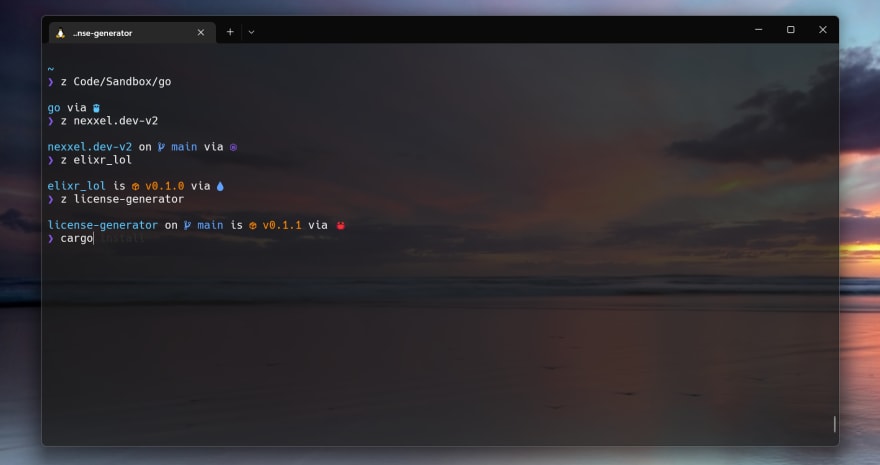 ..nse-generator
~
❯ z Code/Sandbox/go
go via
❯ z nexxel.dev-v2
nexxel.dev-v2 on main via
❯ z elixr_lol
elixr_lol is v0.1.0 via
❯ z license-generator
license-generator on main is v0.1.1 via
❯ cargo install